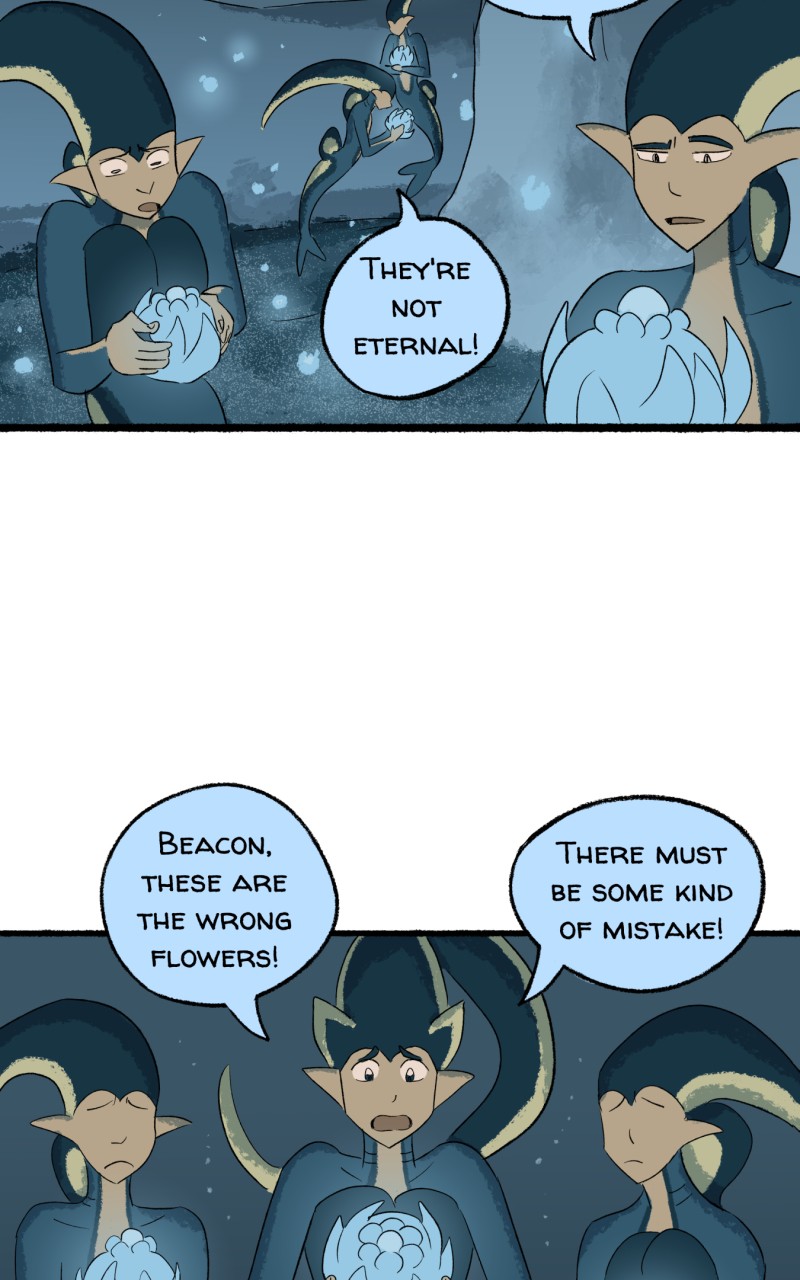 They're
not
eternal!
Beacon,
these are
the wrong
flowers!
There must
be some kind
of mistake!